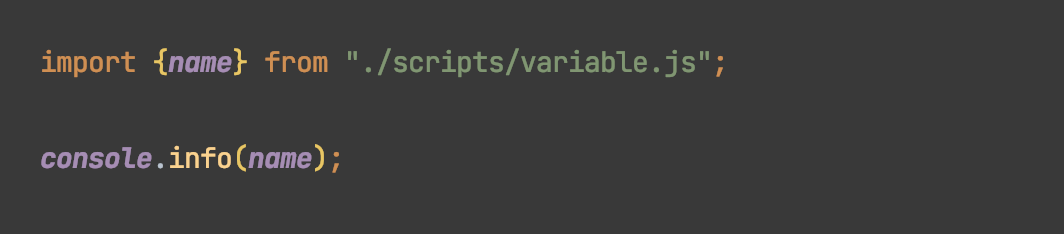 import {name} from "./scripts/variable.js";
console.info(name);